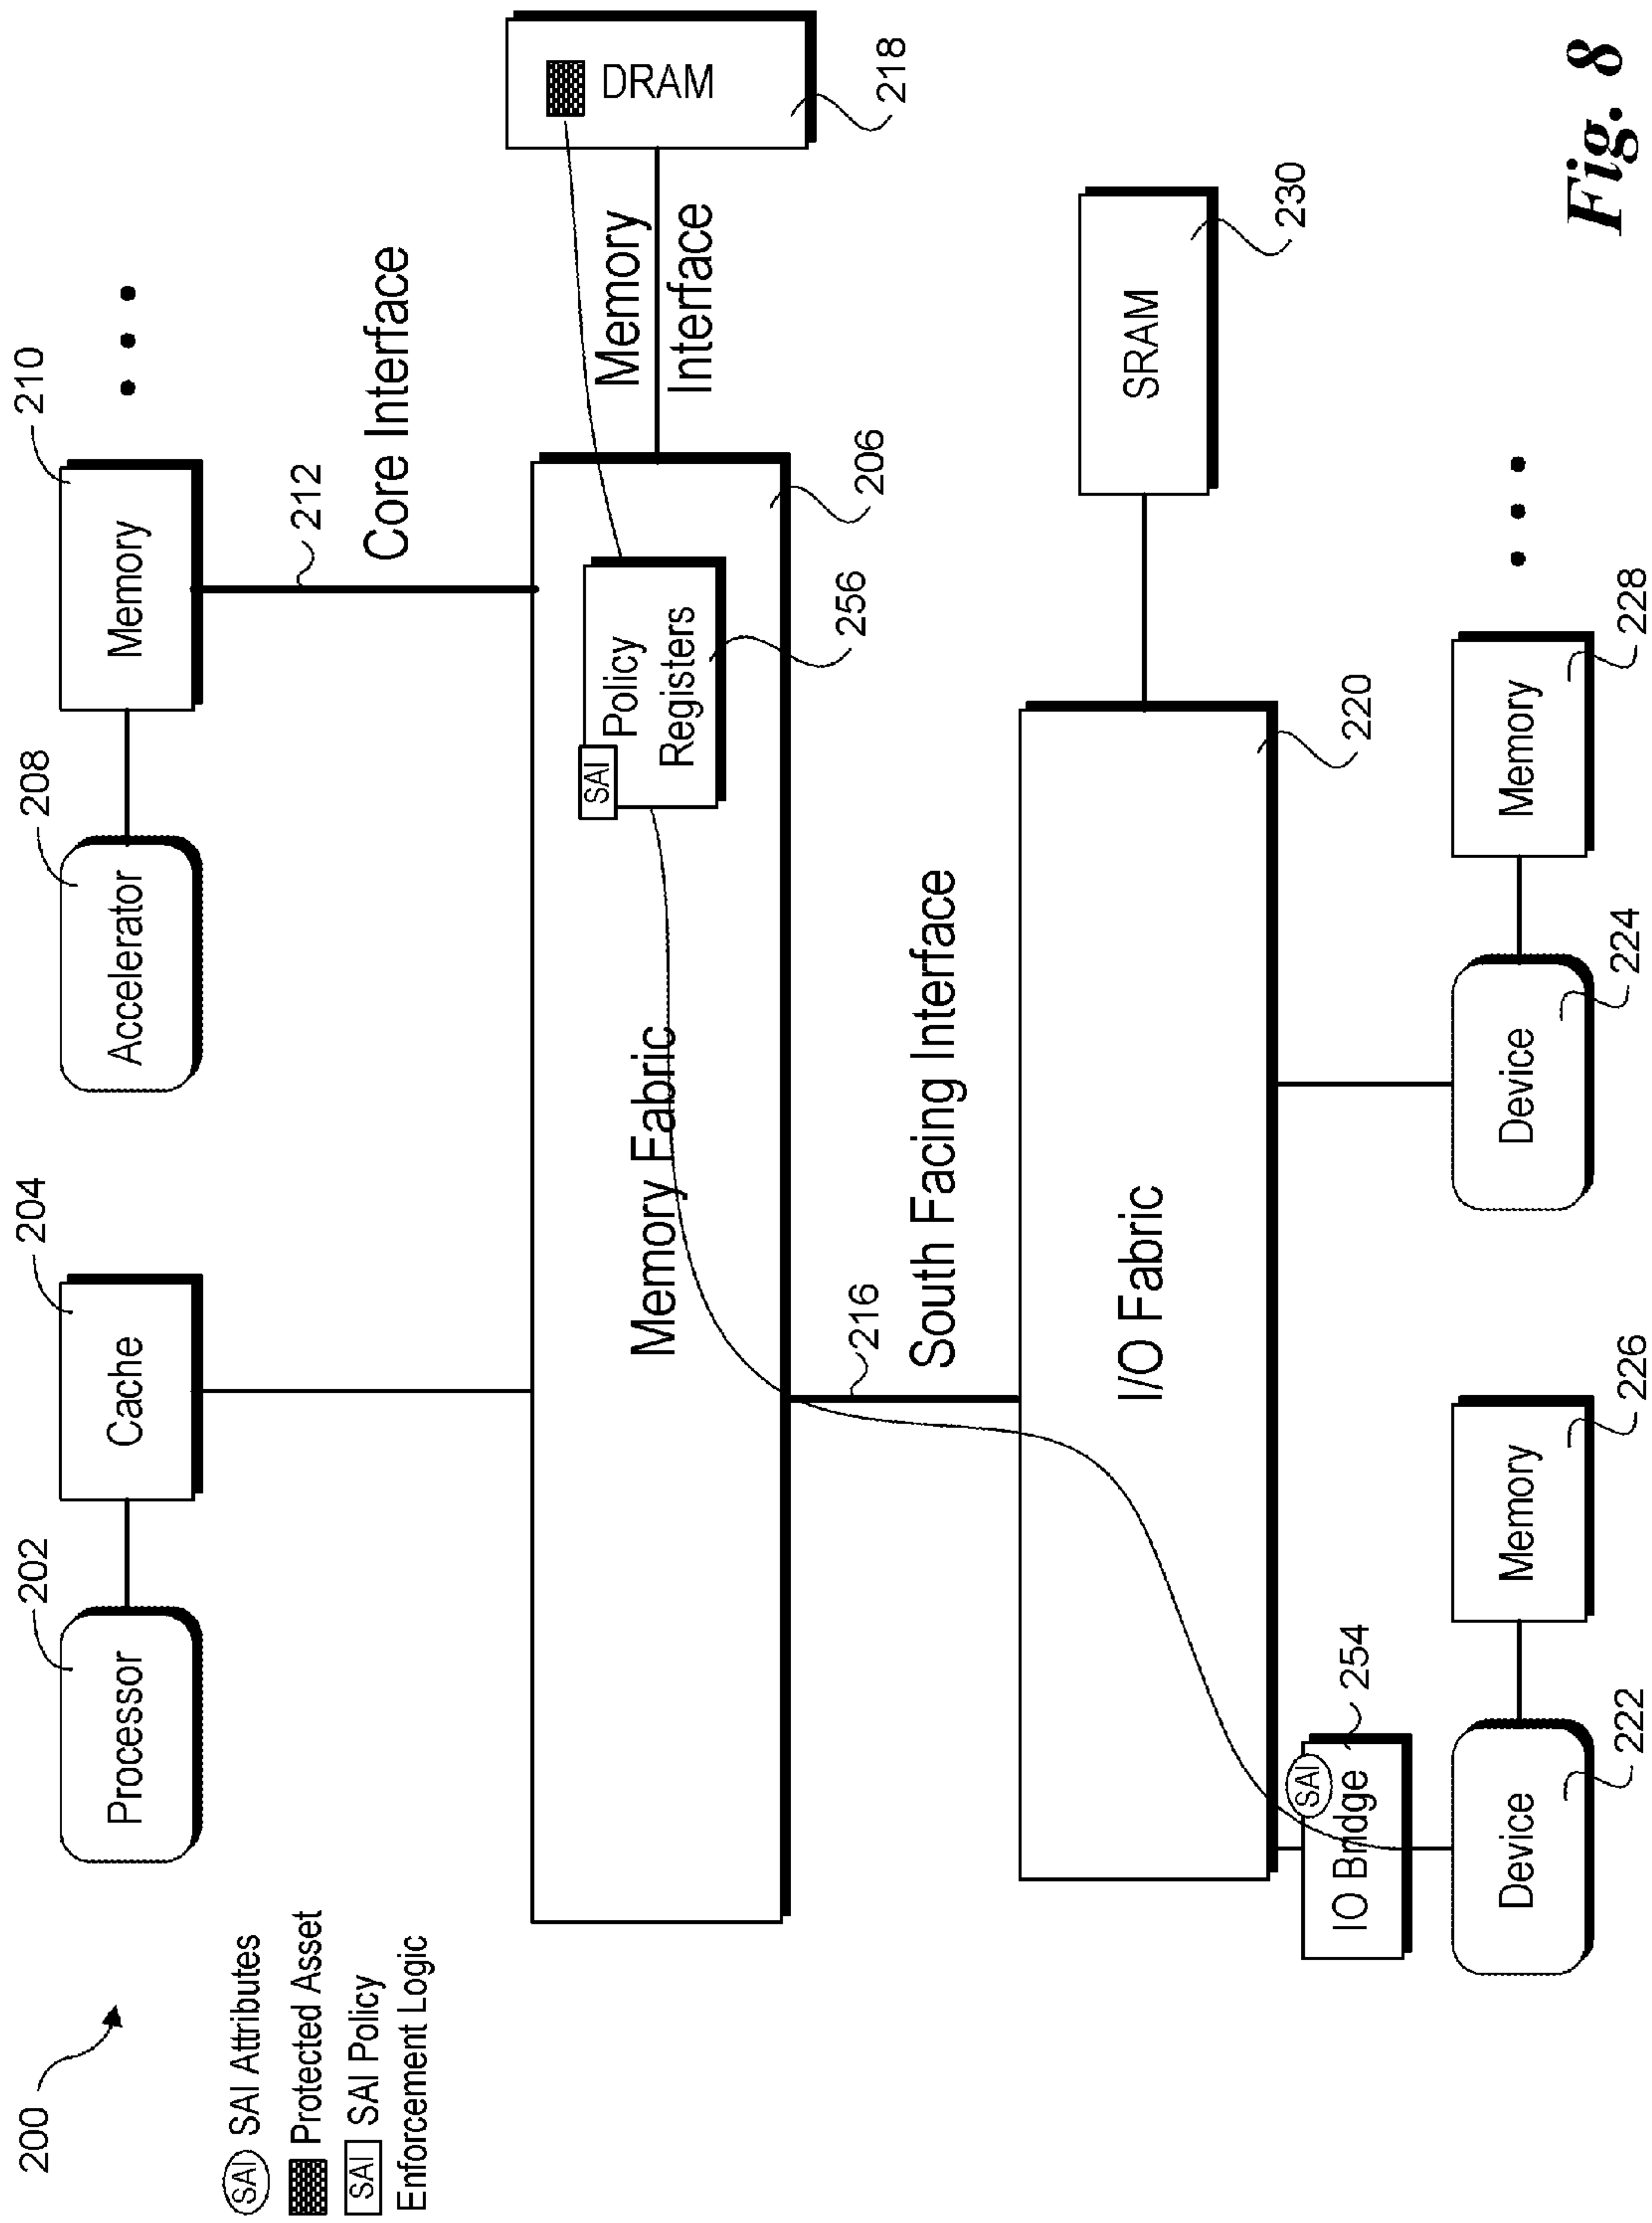 200
SAI SAI Attributes
Protected Asset
SAI SAI Policy
Enforcement Logic
202
204
208
210
Processor
Cache
Accelerator
Memory
• • •
212
Core Interface
Memory Fabric
SAI
Policy
Registers
256
206
Memory
Interface
DRAM
218
216
South Facing Interface
I/O Fabric
220
SRAM
230
SAI
IO Bridge
254
Device
222
Memory
226
Device
224
Memory
228
• • •
Fig. 8